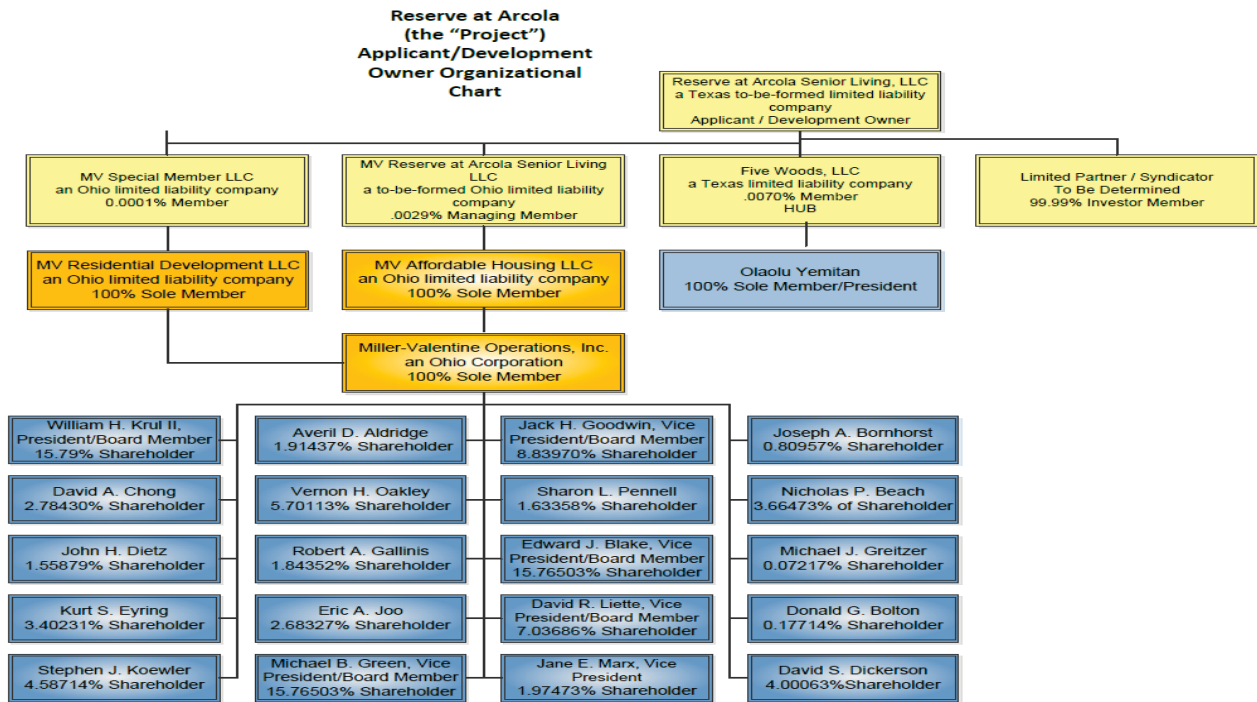 Reserve at Arcola
(the “Project”)
Applicant/Development
Owner Organizational
Chart
Reserve at Arcola Senior Living, LLC
a Texas to-be-formed limited liability
company
Applicant / Development Owner
MV Special Member LLC
an Ohio limited liability company
0.0001% Member
MV Reserve at Arcola Senior Living
LLC
a to-be-formed Ohio limited liability
company
.0029% Managing Member
Five Woods, LLC
a Texas limited liability company
.0070% Member
HUB
Limited Partner / Syndicator
To Be Determined
99.99% Investor Member
MV Residential Development LLC
an Ohio limited liability company
100% Sole Member
MV Affordable Housing LLC
an Ohio limited liability company
100% Sole Member
Olaolu Yemitan
100% Sole Member/President
Miller-Valentine Operations, Inc.
an Ohio Corporation
100% Sole Member
William H. Krul II,
President/Board Member
15.79% Shareholder
Averil D. Aldridge
1.91437% Shareholder
Jack H. Goodwin, Vice
President/Board Member
8.83970% Shareholder
Joseph A. Bornhorst
0.80957% Shareholder
David A. Chong
2.78430% Shareholder
Vernon H. Oakley
5.70113% Shareholder
Sharon L. Pennell
1.63358% Shareholder
Nicholas P. Beach
3.66473% of Shareholder
John H. Dietz
1.55879% Shareholder
Robert A. Gallinis
1.84352% Shareholder
Edward J. Blake, Vice
President/Board Member
15.76503% Shareholder
Michael J. Greitzer
0.07217% Shareholder
Kurt S. Eyring
3.40231% Shareholder
Eric A. Joo
2.68327% Shareholder
David R. Liette, Vice
President/Board Member
7.03686% Shareholder
Donald G. Bolton
0.17714% Shareholder
Stephen J. Koewler
4.58714% Shareholder
Michael B. Green, Vice
President/Board Member
15.76503% Shareholder
Jane E. Marx, Vice
President
1.97473% Shareholder
David S. Dickerson
4.00063%Shareholder